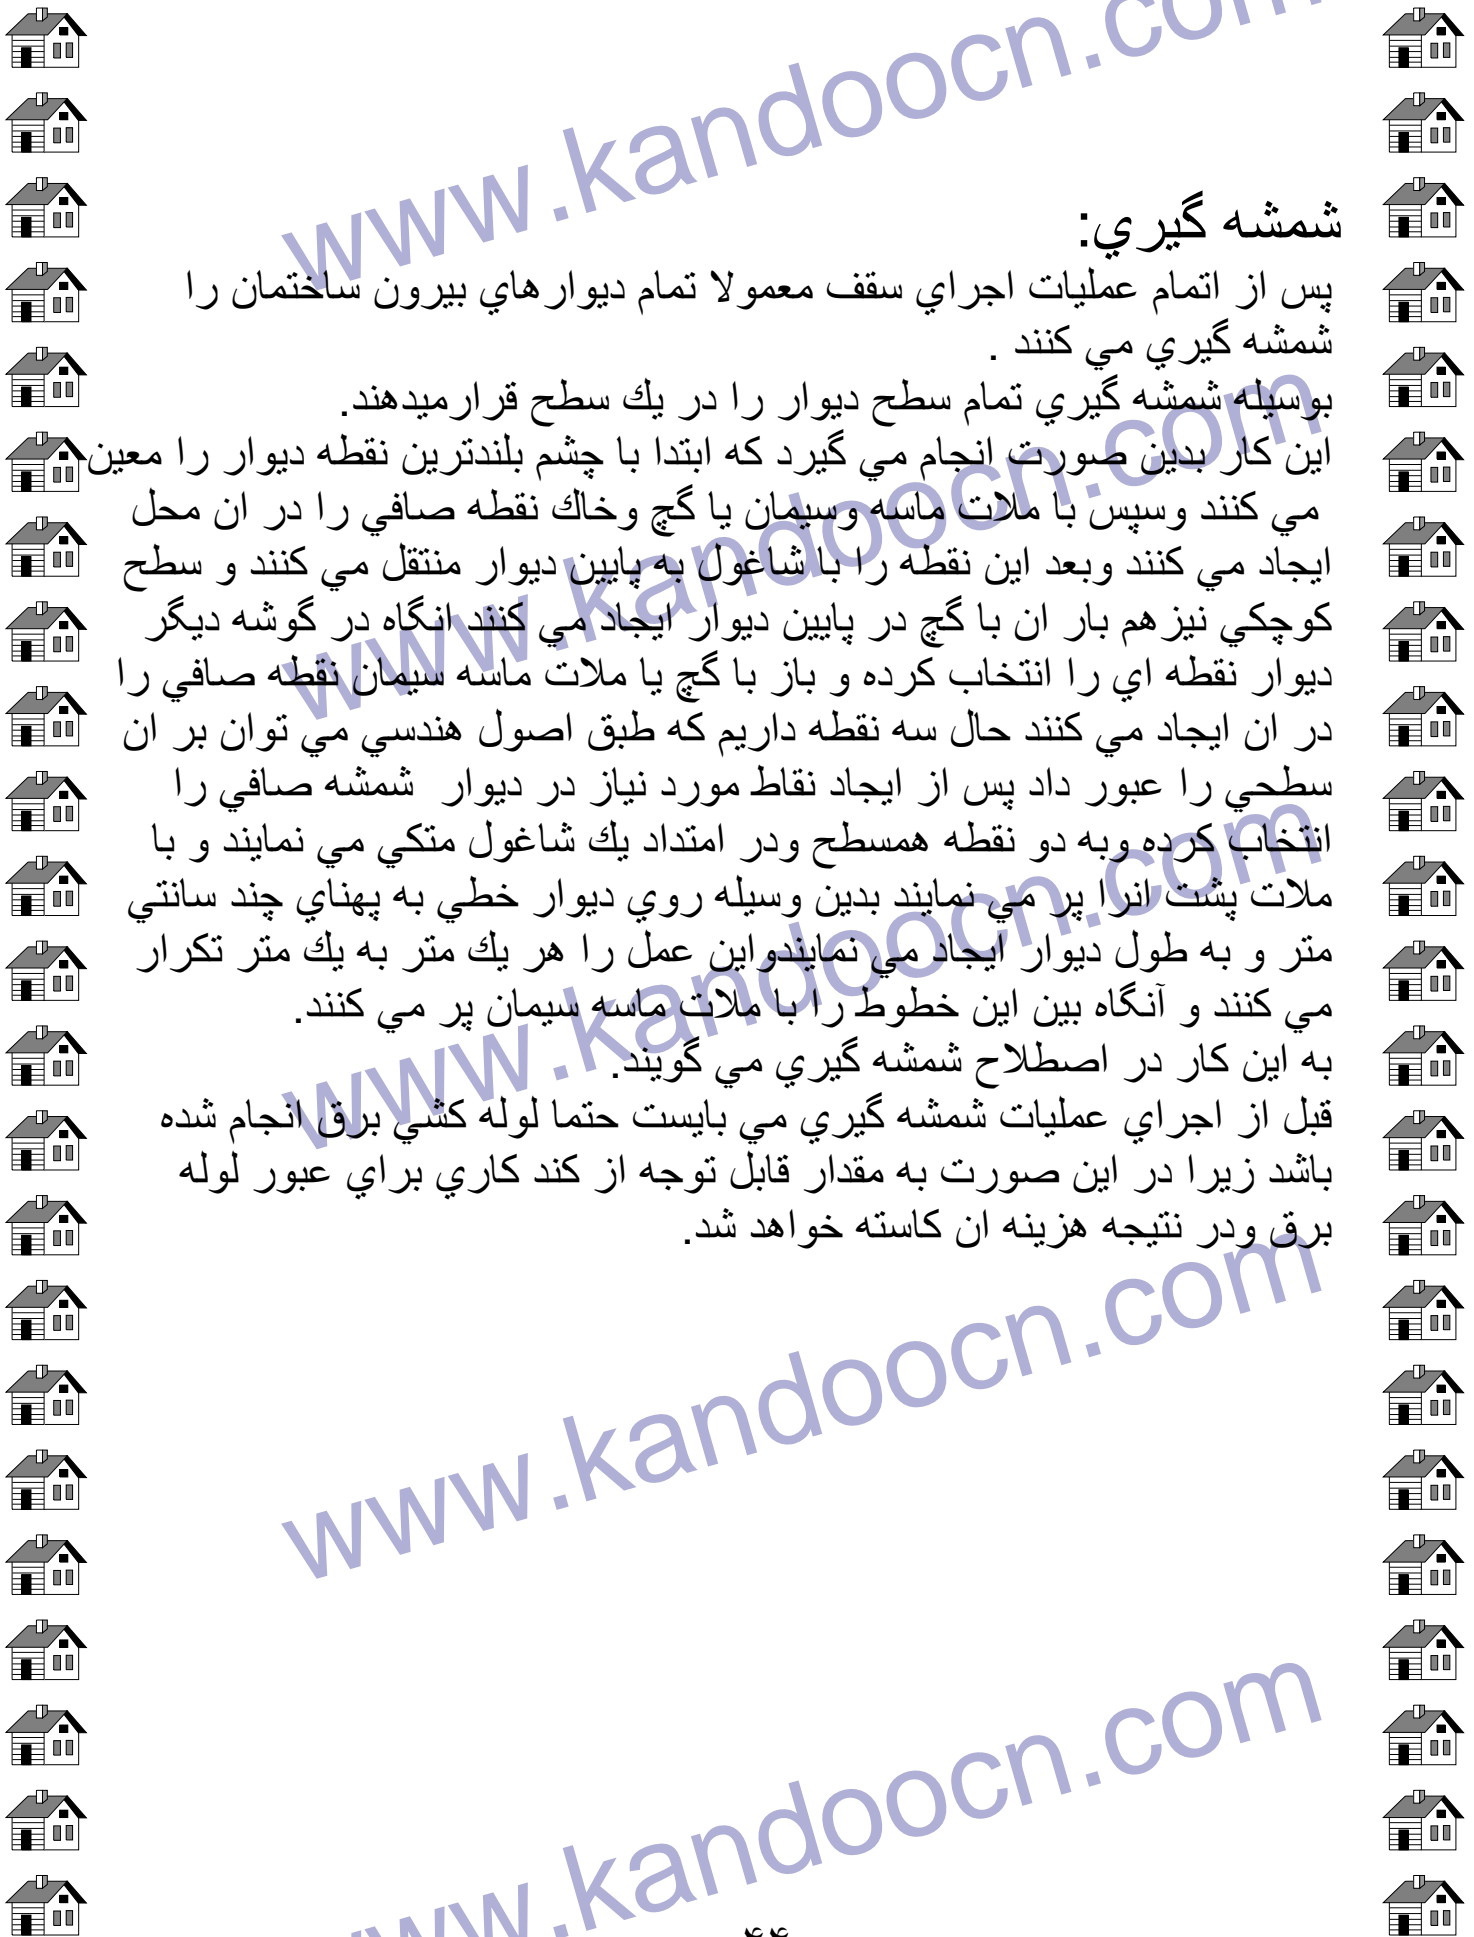 www.kandoocn.com
شمشه گيري:
پس از اتمام عمليات اجراي سقف معمولا تمام ديوارهاي بيرون ساختمان را
شمشه گيري مي كنند .
بوسيله شمشه گيري تمام سطح ديوار را در يك سطح قرارميدهند.
اين كار بدين صورت انجام مي گيرد كه ابتدا با چشم بلندترين نقطه ديوار را معين
مي كنند وسپس با ملات ماسه وسيمان يا گچ وخاك نقطه صافي را در ان محل
ايجاد مي كنند وبعد اين نقطه را با شاغول به پايين ديوار منتقل مي كنند و سطح
كوچكي نيزهم بار ان با گچ در پايين ديوار ايجاد مي كنند انگاه در گوشه ديگر
ديوار نقطه اي را انتخاب كرده و باز با گچ يا ملات ماسه سيمان نقطه صافي را
در ان ايجاد مي كنند حال سه نقطه داريم كه طبق اصول هندسي مي توان بر ان
سطحي را عبور داد پس از ايجاد نقاط مورد نياز در ديوار شمشه صافي را
انتخاب كرده وبه دو نقطه همسطح ودر امتداد يك شاغول متكي مي نمايند و با
ملات پشت انرا پر مي نمايند بدين وسيله روي ديوار خطي به پهناي چند سانتي
متر و به طول ديوار ايجاد مي نمايندواين عمل را هر يك متر به يك متر تكرار
مي كنند و آنگاه بين اين خطوط را با ملات ماسه سيمان پر مي كنند.
به اين كار در اصطلاح شمشه گيري مي گويند.
قبل از اجراي عمليات شمشه گيري مي بايست حتما لوله كشي برق انجام شده
باشد زيرا در اين صورت به مقدار قابل توجه از كند كاري براي عبور لوله
برق ودر نتيجه هزينه ان كاسته خواهد شد.
www.kandoocn.com
www.kandoocn.com
www.kandoocn.com
www.kandoocn.com